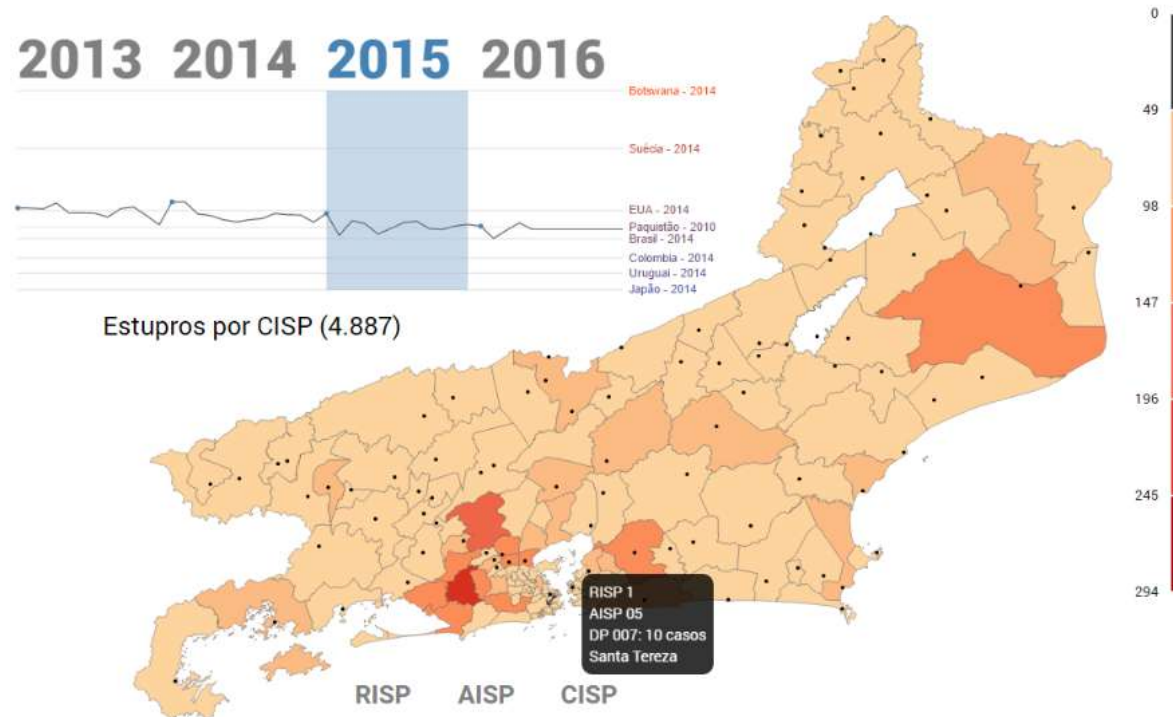 2013 2014 2015 2016
Botswana - 2014
Suécia - 2014
EUA - 2014
Paquistão - 2010
Brasil - 2014
Colombia - 2014
Uruguai - 2014
Japão - 2014
Estupros por CISP (4.887)
0
49
98
147
196
245
294
RISP 1
AISP 05
DP 007: 10 casos
Santa Tereza
RISP AISP CISP